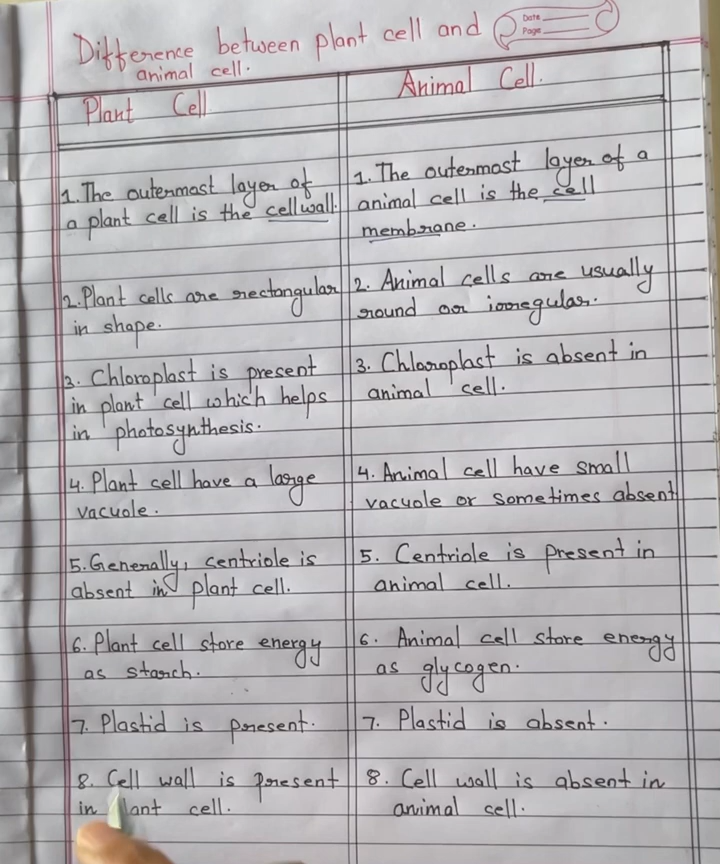 Difference between plant cell and
animal cell.
Date
Page
Plant Cell
Animal Cell.
1. The outermost layer of
a plant cell is the cell wall.
1. The outermost layer of a
animal cell is the cell
membrane.
2. Plant cells are rectangular
in shape.
2. Animal cells are usually
round or irregular.
3. Chloroplast is present
in plant cell which helps
in photosynthesis.
3. Chloroplast is absent in
animal cell.
4. Plant cell have a large
vacuole.
4. Animal cell have small
vacuole or sometimes absent
5. Generally, centriole is
absent in plant cell.
5. Centriole is present in
animal cell.
6. Plant cell store energy
as starch.
6. Animal cell store energy
as glycogen.
7. Plastid is present.
7. Plastid is absent.
8. Cell wall is present
in plant cell.
8. Cell wall is absent in
animal cell.